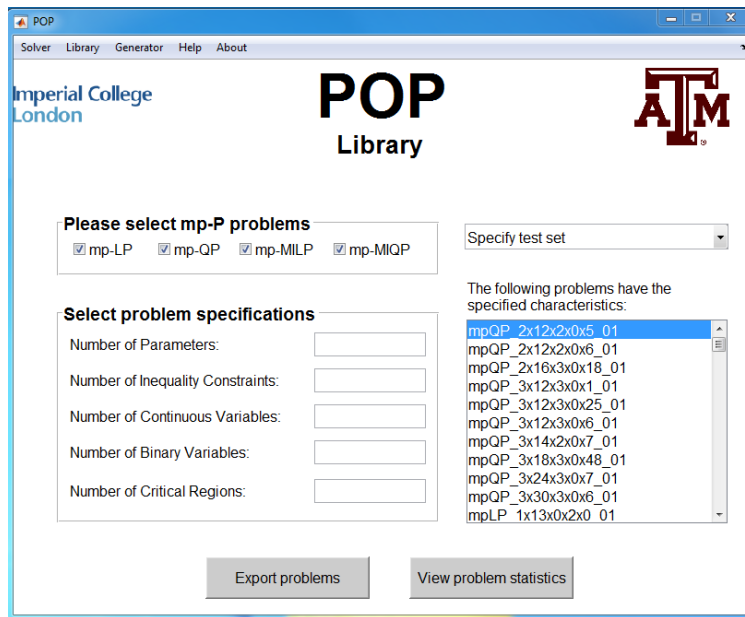 POP
Solver Library Generator Help About
Imperial College
London
POP
Library
ATM
®
Please select mp-P problems
mp-LP mp-QP mp-MILP mp-MIQP
Specify test set
Select problem specifications
Number of Parameters:
Number of Inequality Constraints:
Number of Continuous Variables:
Number of Binary Variables:
Number of Critical Regions:
The following problems have the
specified characteristics:
mpQP_2x12x2x0x5_01
mpQP_2x12x2x0x6_01
mpQP_2x16x3x0x18_01
mpQP_3x12x3x0x1_01
mpQP_3x12x3x0x25_01
mpQP_3x12x3x0x6_01
mpQP_3x14x2x0x7_01
mpQP_3x18x3x0x48_01
mpQP_3x24x3x0x7_01
mpQP_3x30x3x0x6_01
mpLP_1x13x0x2x0_01
Export problems
View problem statistics